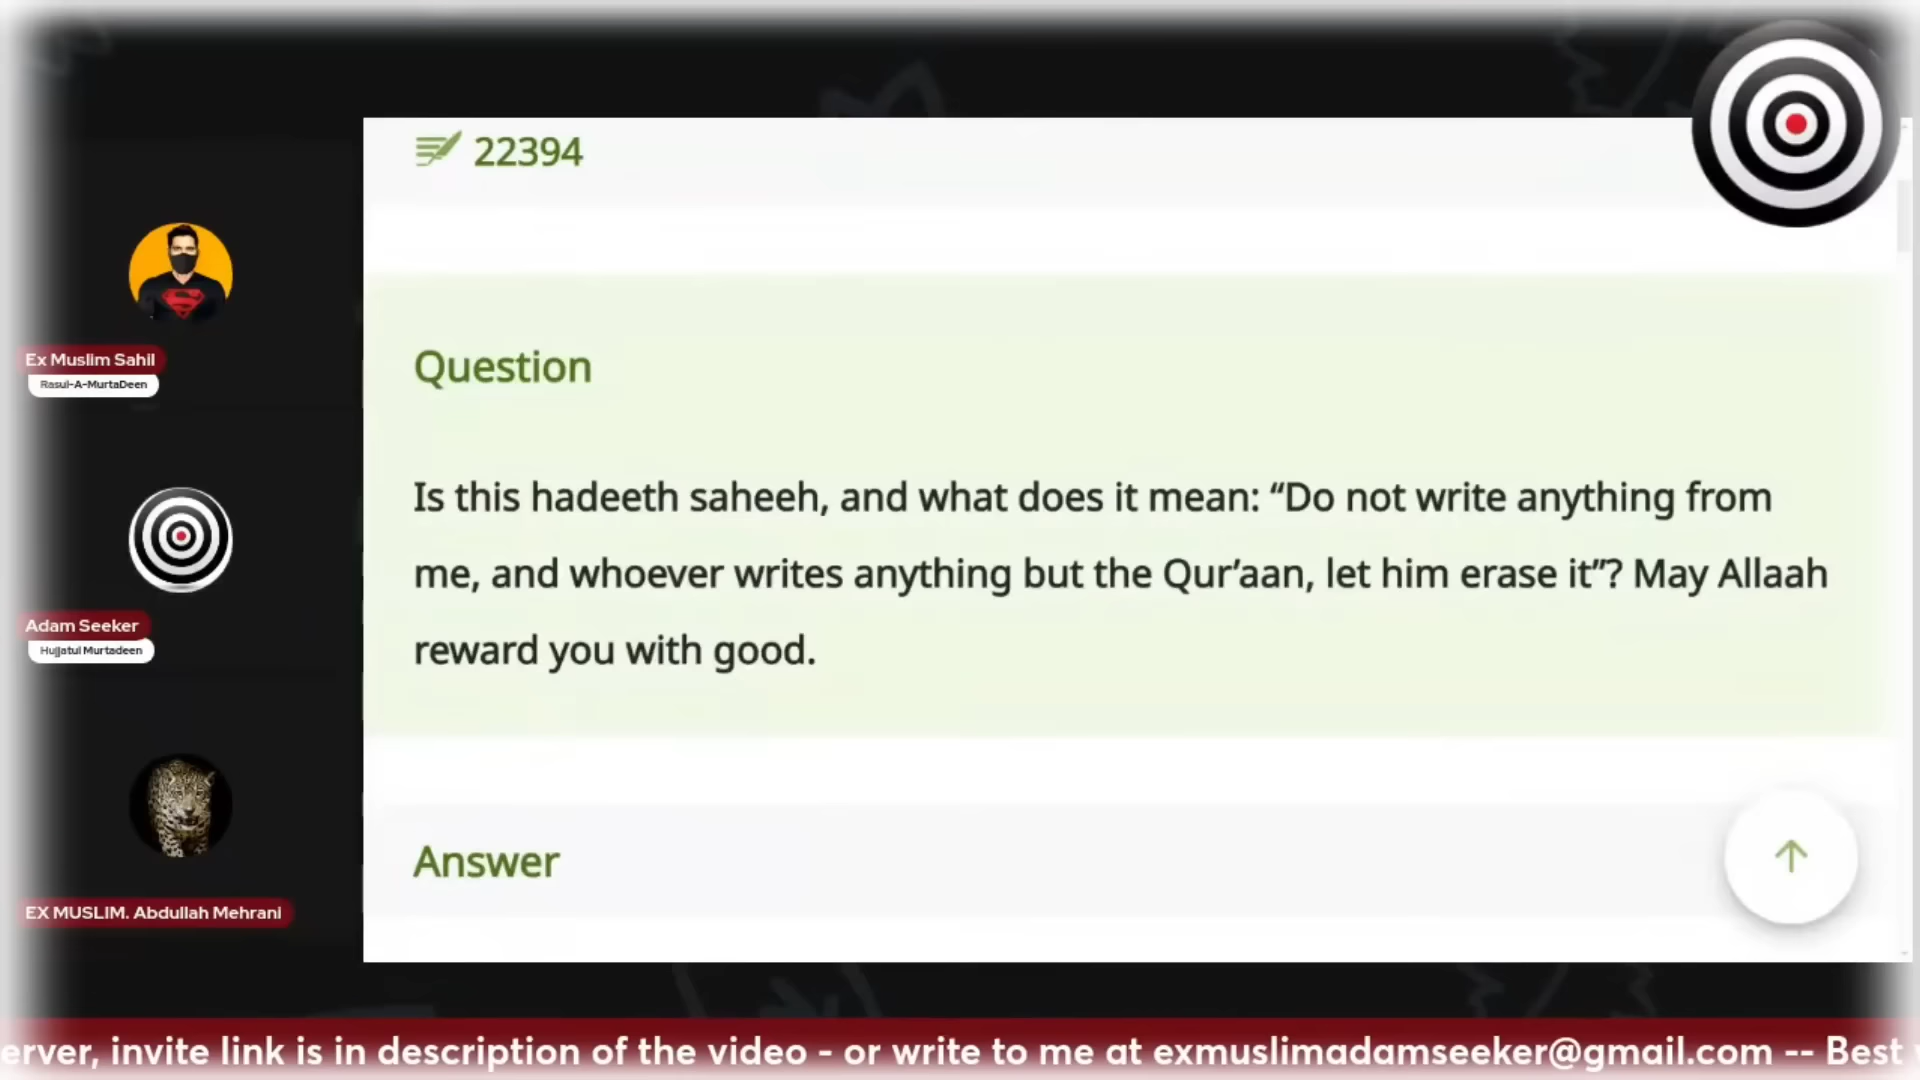 22394
Question
Is this hadeeth saheeh, and what does it mean: “Do not write anything from
me, and whoever writes anything but the Qur’aan, let him erase it”? May Allaah
reward you with good.
Answer
Ex Muslim Sahil
Rasul-A-MurtaDeen
Adam Seeker
Hujjatul Murtadeen
EX MUSLIM. Abdullah Mehrani
erver, invite link is in description of the video - or write to me at exmuslimadamseeker@gmail.com -- Best